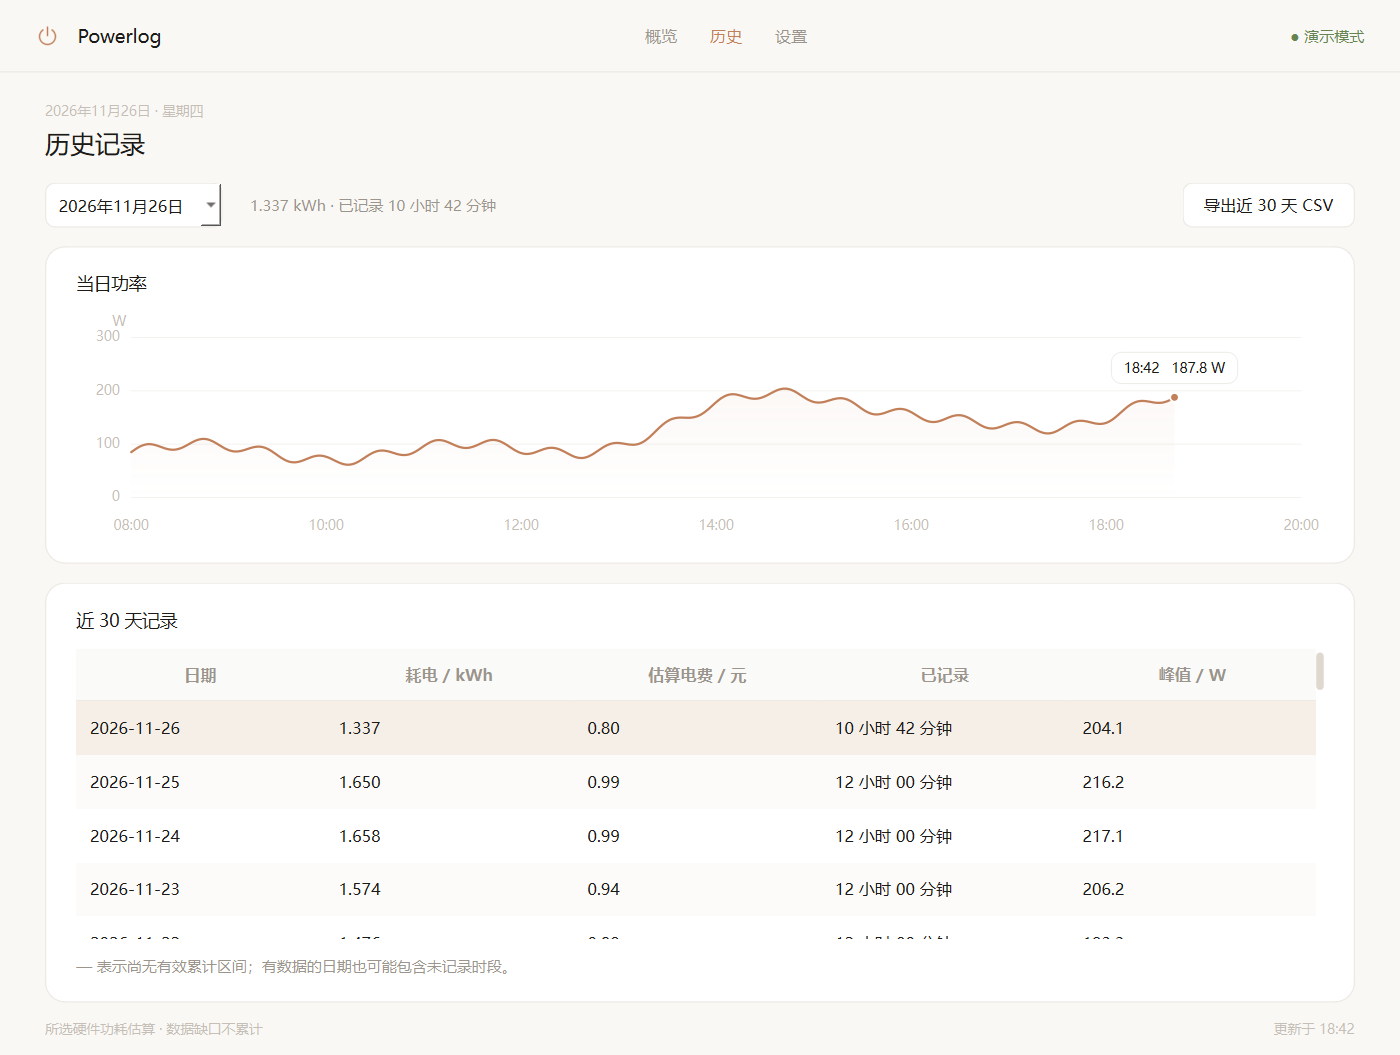 Powerlog
概览 历史 设置
演示模式
2026年11月26日 · 星期四
历史记录
2026年11月26日
1.337 kWh · 已记录 10 小时 42 分钟
导出近 30 天 CSV
当日功率
W
300
200
100
0
18:42 187.8 W
08:00 10:00 12:00 14:00 16:00 18:00 20:00
近 30 天记录
日期 耗电 / kWh 估算电费 / 元 已记录 峰值 / W
2026-11-26 1.337 0.80 10 小时 42 分钟 204.1
2026-11-25 1.650 0.99 12 小时 00 分钟 216.2
2026-11-24 1.658 0.99 12 小时 00 分钟 217.1
2026-11-23 1.574 0.94 12 小时 00 分钟 206.2
— 表示尚无有效累计区间；有数据的日期也可能包含未记录时段。
所选硬件功耗估算 · 数据缺口不累计
更新于 18:42